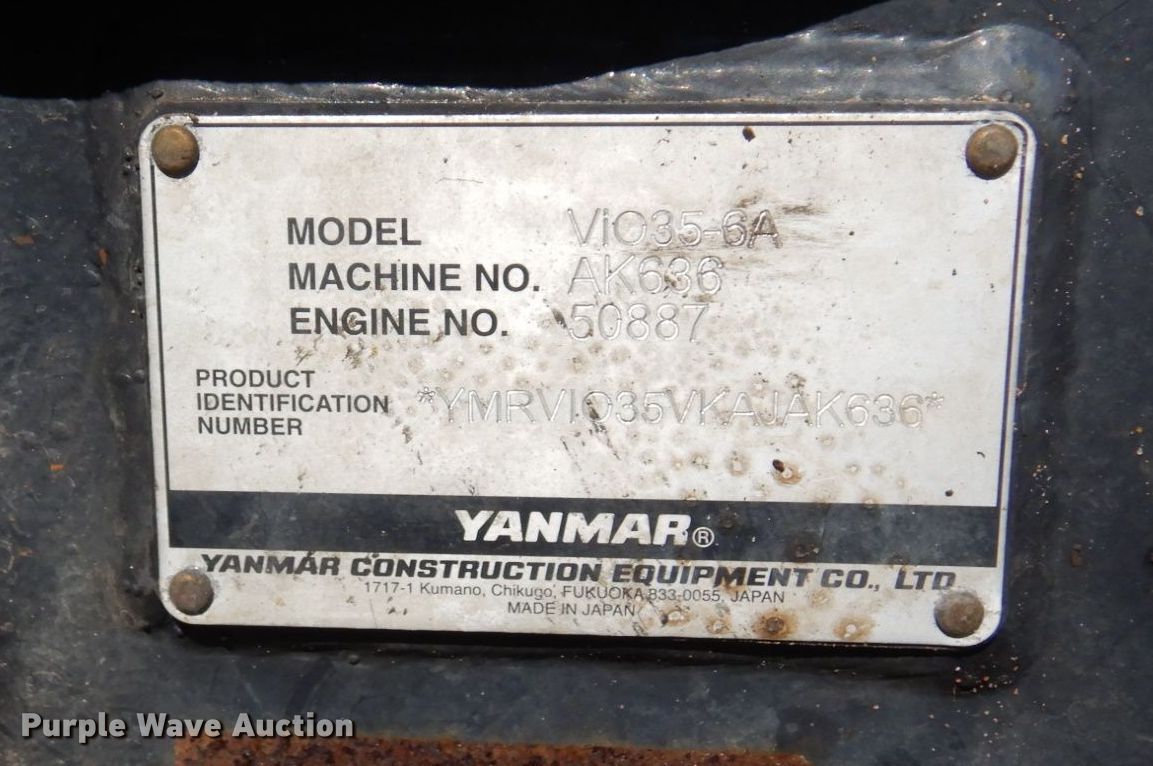 MODEL ViO35-6A
MACHINE NO. AK636
ENGINE NO. 50887
PRODUCT
IDENTIFICATION
NUMBER
*YMRVIO35VKAJAK636*
YANMAR®
YANMAR CONSTRUCTION EQUIPMENT CO., LTD.
1717-1 Kumano, Chikugo, FUKUOKA 833-0055, JAPAN
MADE IN JAPAN
Purple Wave Auction